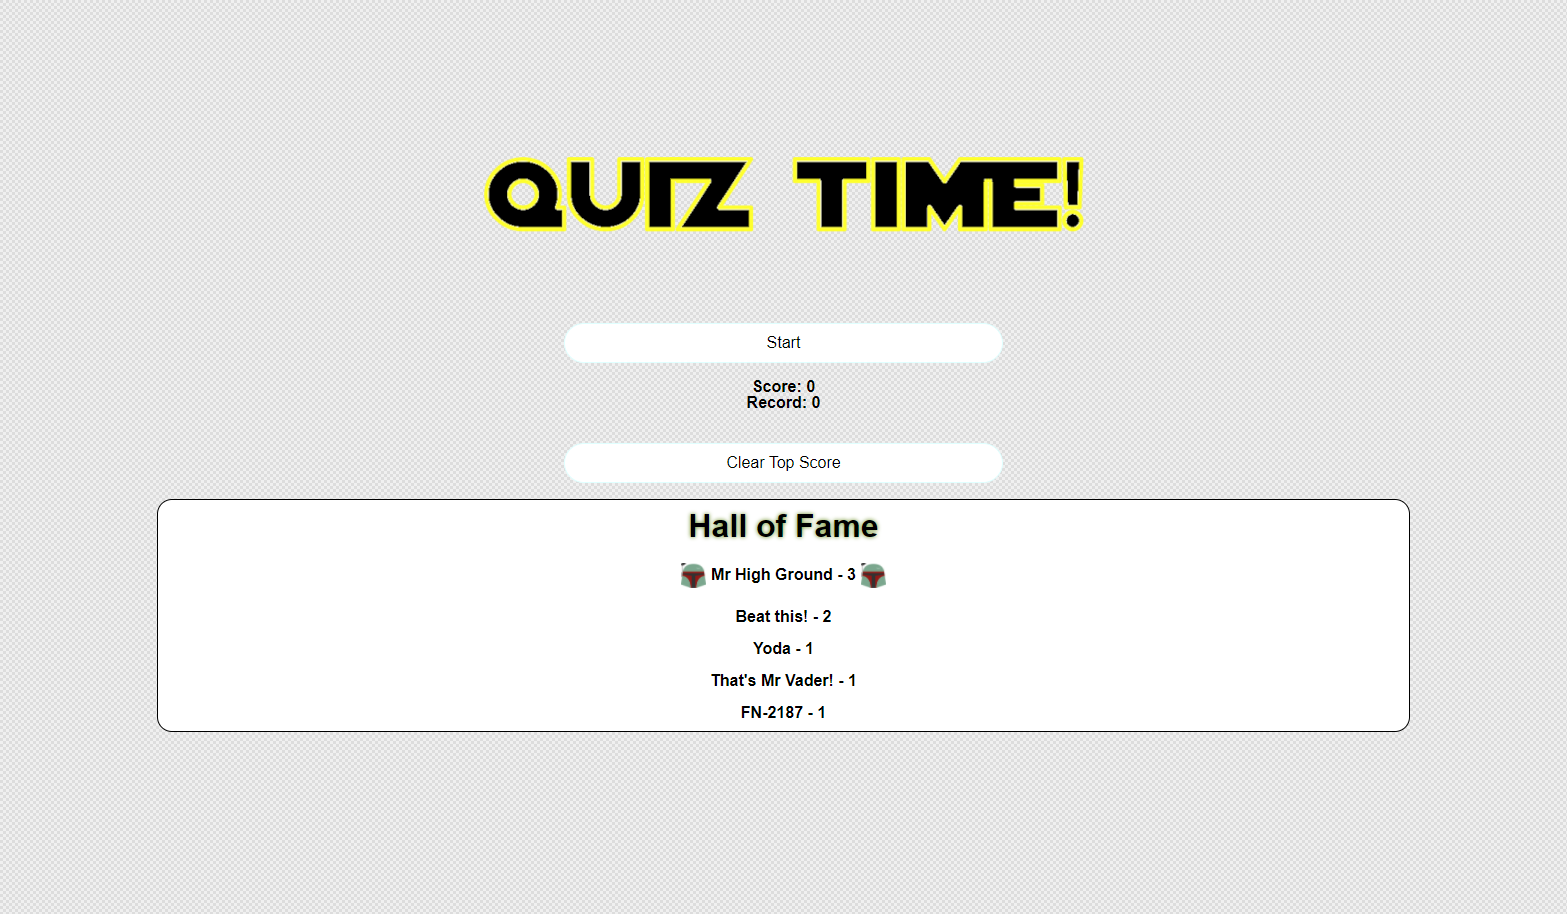 QUIZ TIME!
Start
Score: 0
Record: 0
Clear Top Score
Hall of Fame
Mr High Ground - 3
Beat this! - 2
Yoda - 1
That's Mr Vader! - 1
FN-2187 - 1